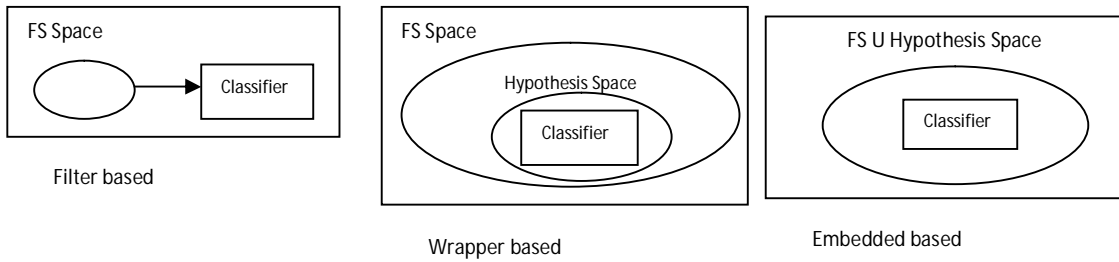 FS Space
Classifier
Filter based
FS Space
Hypothesis Space
Classifier
Wrapper based
FS U Hypothesis Space
Classifier
Embedded based